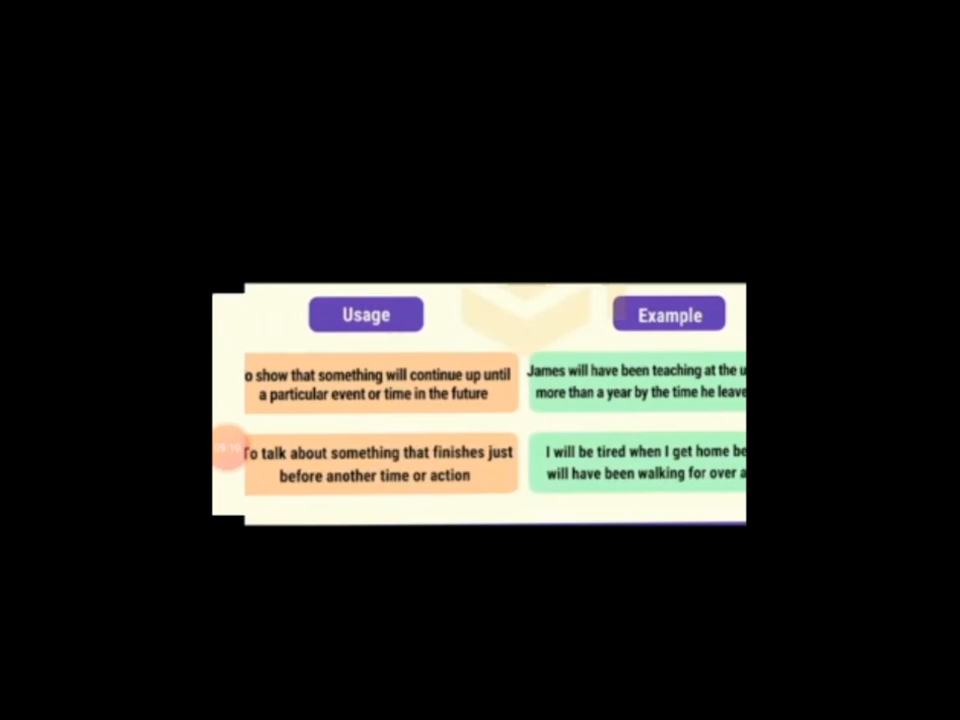 Usage
Example
o show that something will continue up until
a particular event or time in the future
James will have been teaching at the u
more than a year by the time he leave
To talk about something that finishes just
before another time or action
I will be tired when I get home be
will have been walking for over a